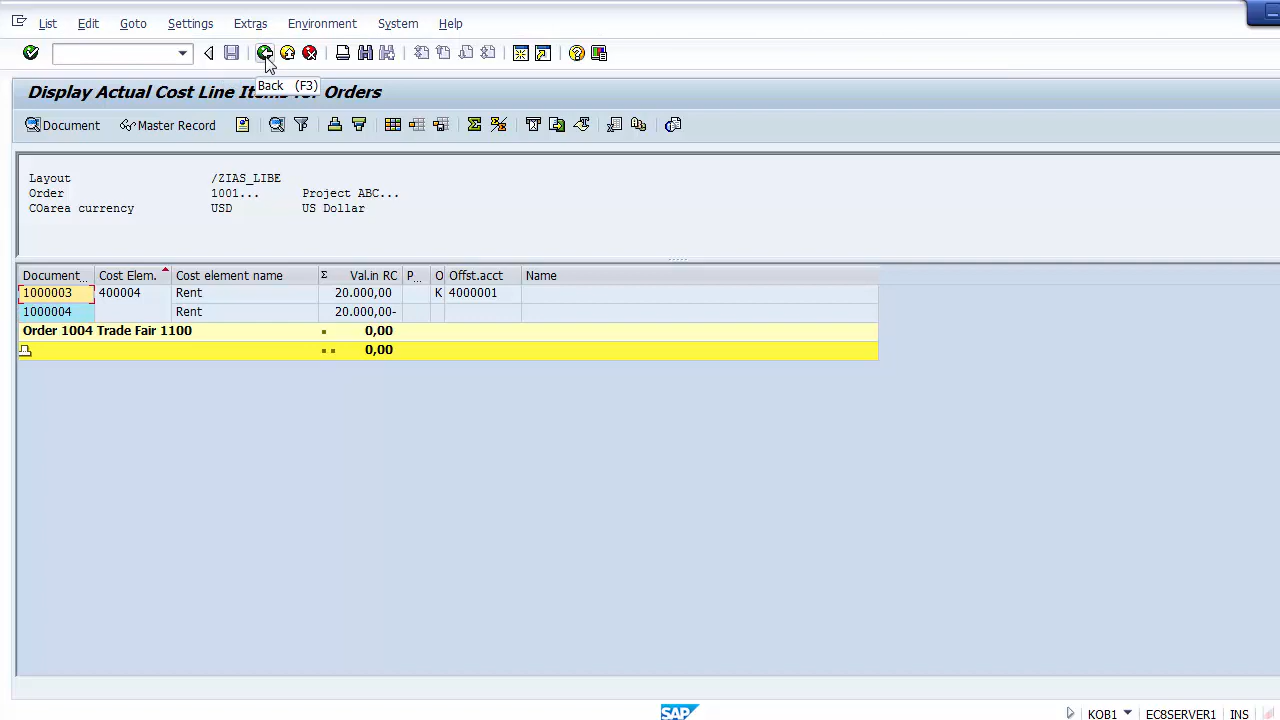 List Edit Goto Settings Extras Environment System Help
Back (F3)
Display Actual Cost Line Items for Orders
Document Master Record
Layout /ZIAS_LIBE
Order 1001... Project ABC...
COarea currency USD US Dollar
Document Cost Elem. Cost element name Σ Val.in RC P... O Offst.acct Name
1000003 400004 Rent 20.000,00 K 4000001
1000004 Rent 20.000,00-
Order 1004 Trade Fair 1100 0,00
0,00
SAP KOB1 EC8SERVER1 INS